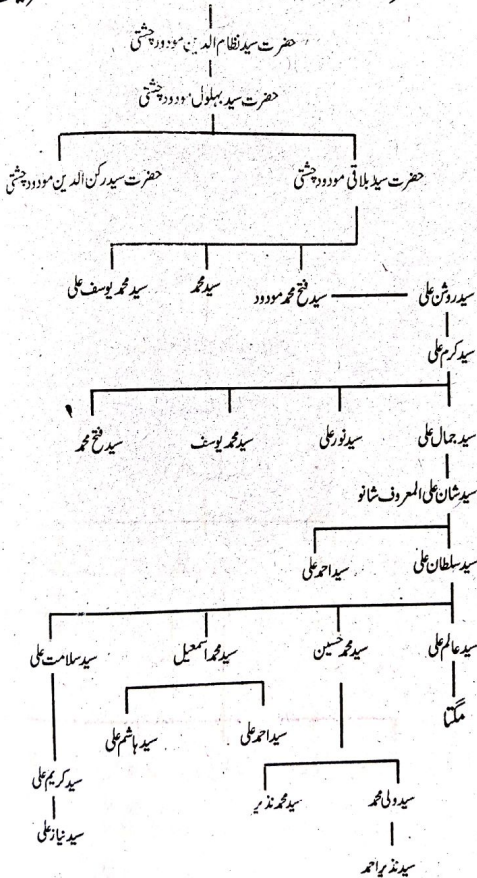 حضرت سید نظام الدین مودود چشتی
حضرت سید بہلول مودود چشتی
حضرت سید بلاقی مودود چشتی
حضرت سید رکن الدین مودود چشتی
سید روشن علی
سید فتح محمد مودود
سید محمد
سید محمد یوسف علی
سید کرم علی
سید جمال علی
سید نور علی
سید محمد یوسف
سید فتح محمد
سید شان علی المعروف شانو
سید سلطان علی
سید احمد علی
سید عالم علی
سید محمد حسین
سید محمد اسمعیل
سید سلامت علی
منگتا
سید احمد علی
سید ہاشم علی
سید کریم علی
سید ولی محمد
سید محمد نذیر
سید نیاز علی
سید نذیر احمد